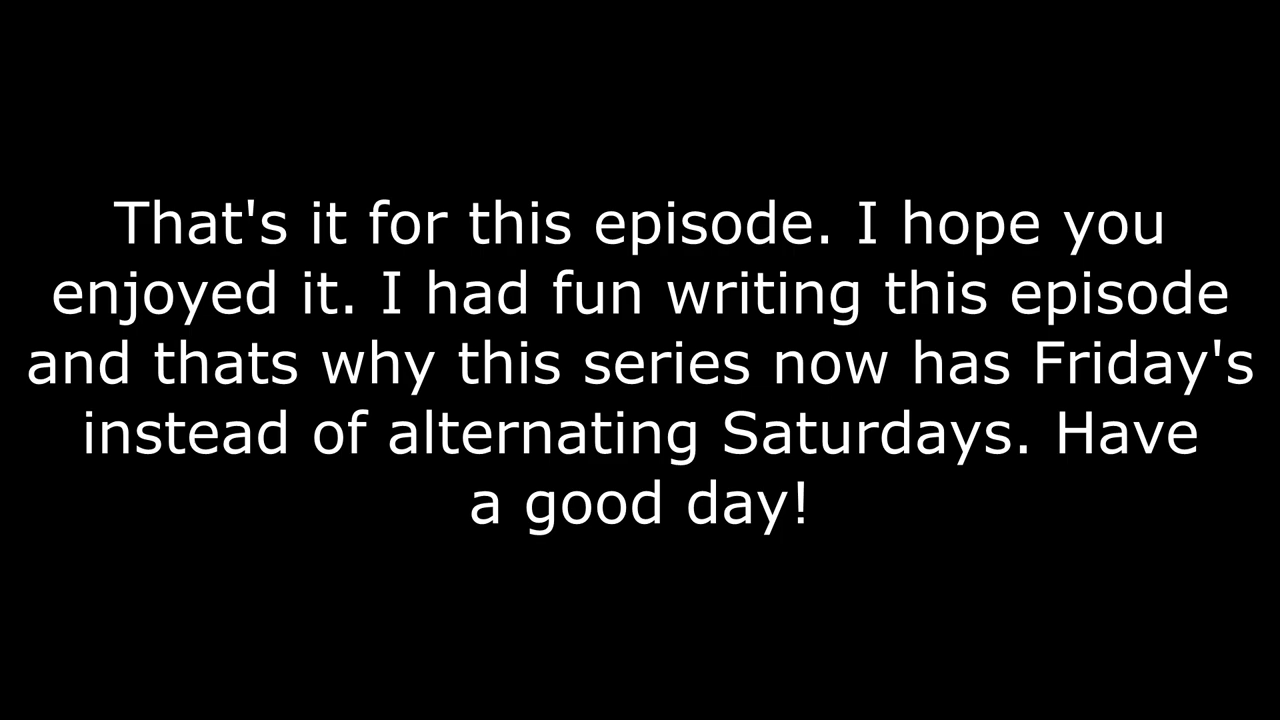 That's it for this episode. I hope you
enjoyed it. I had fun writing this episode
and thats why this series now has Friday's
instead of alternating Saturdays. Have
a good day!